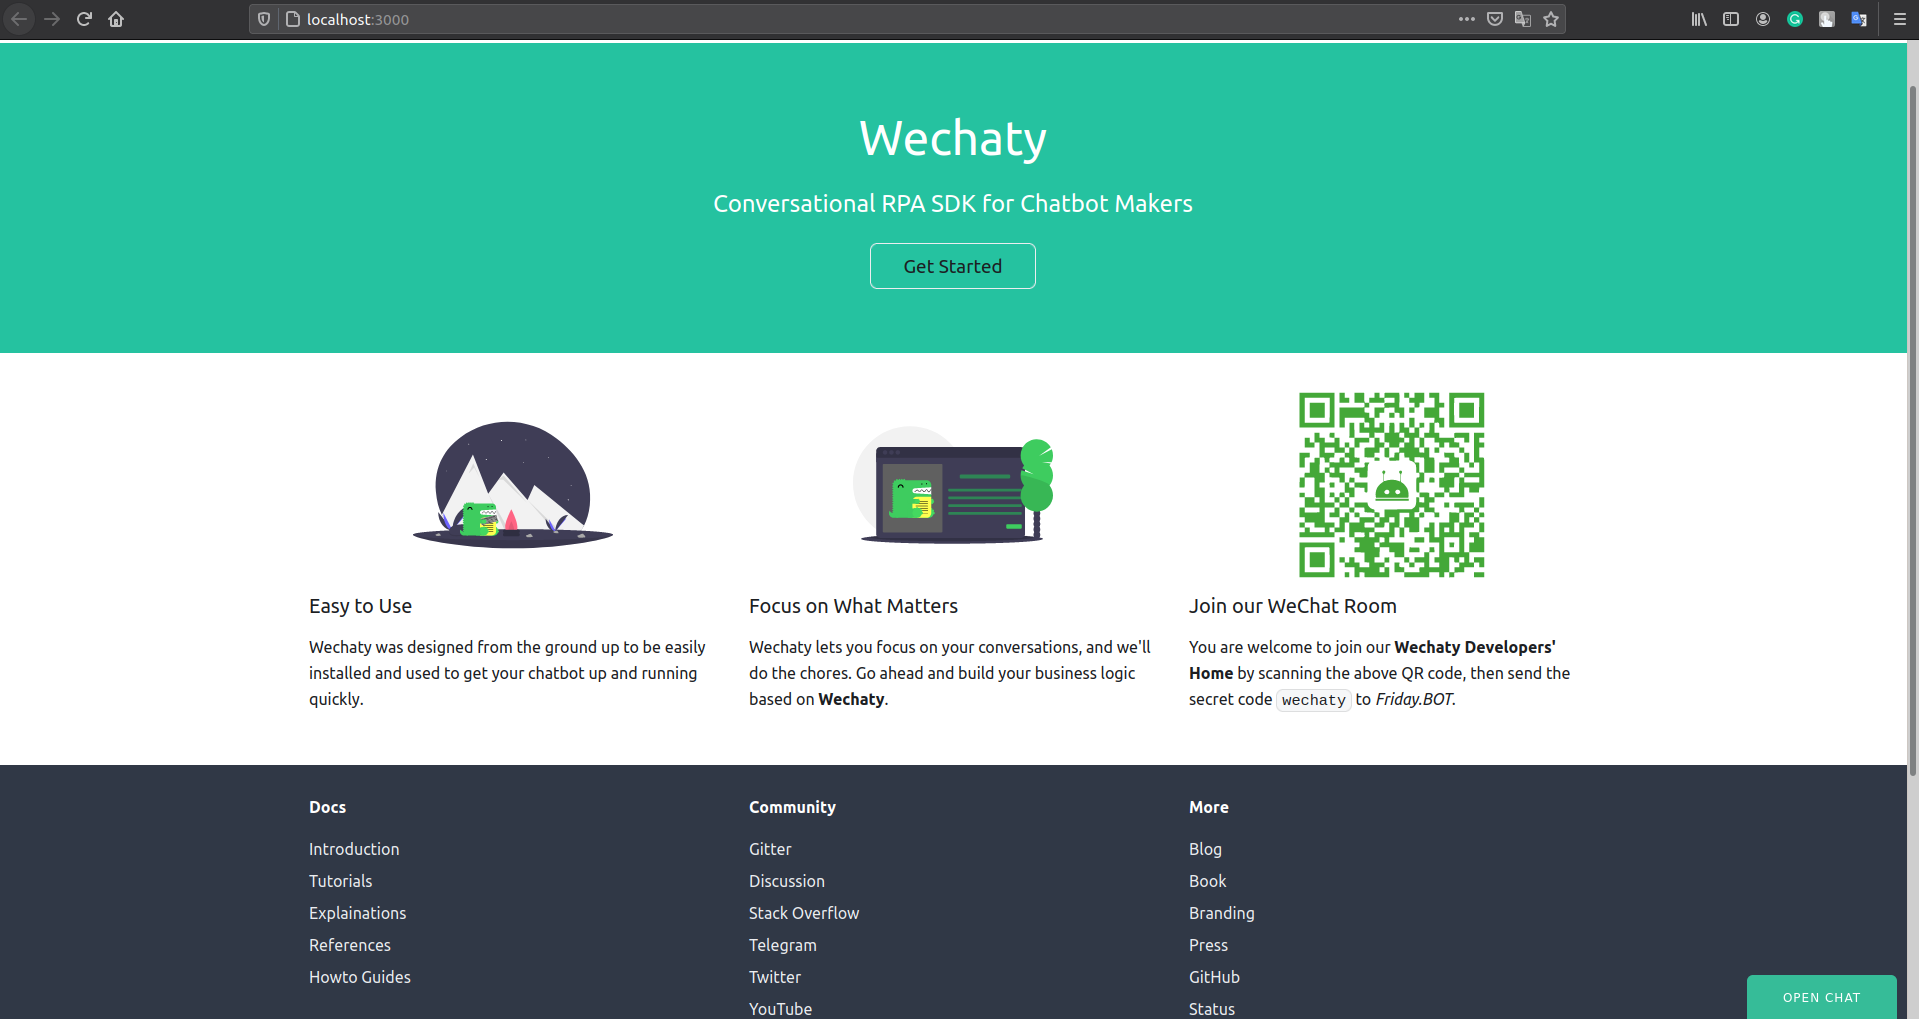 localhost:3000
Wechaty
Conversational RPA SDK for Chatbot Makers
Get Started
Easy to Use
Wechaty was designed from the ground up to be easily
installed and used to get your chatbot up and running
quickly.
Focus on What Matters
Wechaty lets you focus on your conversations, and we'll
do the chores. Go ahead and build your business logic
based on Wechaty.
Join our WeChat Room
You are welcome to join our Wechaty Developers'
Home by scanning the above QR code, then send the
secret code wechaty to Friday.BOT.
Docs
Introduction
Tutorials
Explainations
References
Howto Guides
Community
Gitter
Discussion
Stack Overflow
Telegram
Twitter
YouTube
More
Blog
Book
Branding
Press
GitHub
Status
OPEN CHAT